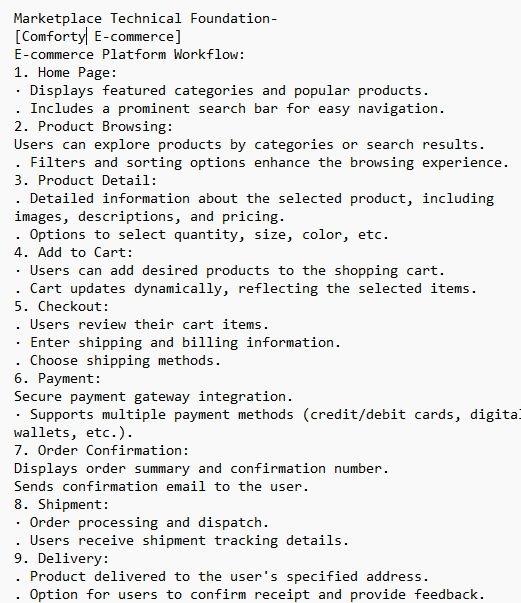 Marketplace Technical Foundation-
[Comforty E-commerce]
E-commerce Platform Workflow:
1. Home Page:
· Displays featured categories and popular products.
. Includes a prominent search bar for easy navigation.
2. Product Browsing:
Users can explore products by categories or search results.
. Filters and sorting options enhance the browsing experience.
3. Product Detail:
. Detailed information about the selected product, including
images, descriptions, and pricing.
. Options to select quantity, size, color, etc.
4. Add to Cart:
· Users can add desired products to the shopping cart.
. Cart updates dynamically, reflecting the selected items.
5. Checkout:
. Users review their cart items.
· Enter shipping and billing information.
. Choose shipping methods.
6. Payment:
Secure payment gateway integration.
· Supports multiple payment methods (credit/debit cards, digital
wallets, etc.).
7. Order Confirmation:
Displays order summary and confirmation number.
Sends confirmation email to the user.
8. Shipment:
· Order processing and dispatch.
. Users receive shipment tracking details.
9. Delivery:
. Product delivered to the user's specified address.
. Option for users to confirm receipt and provide feedback.